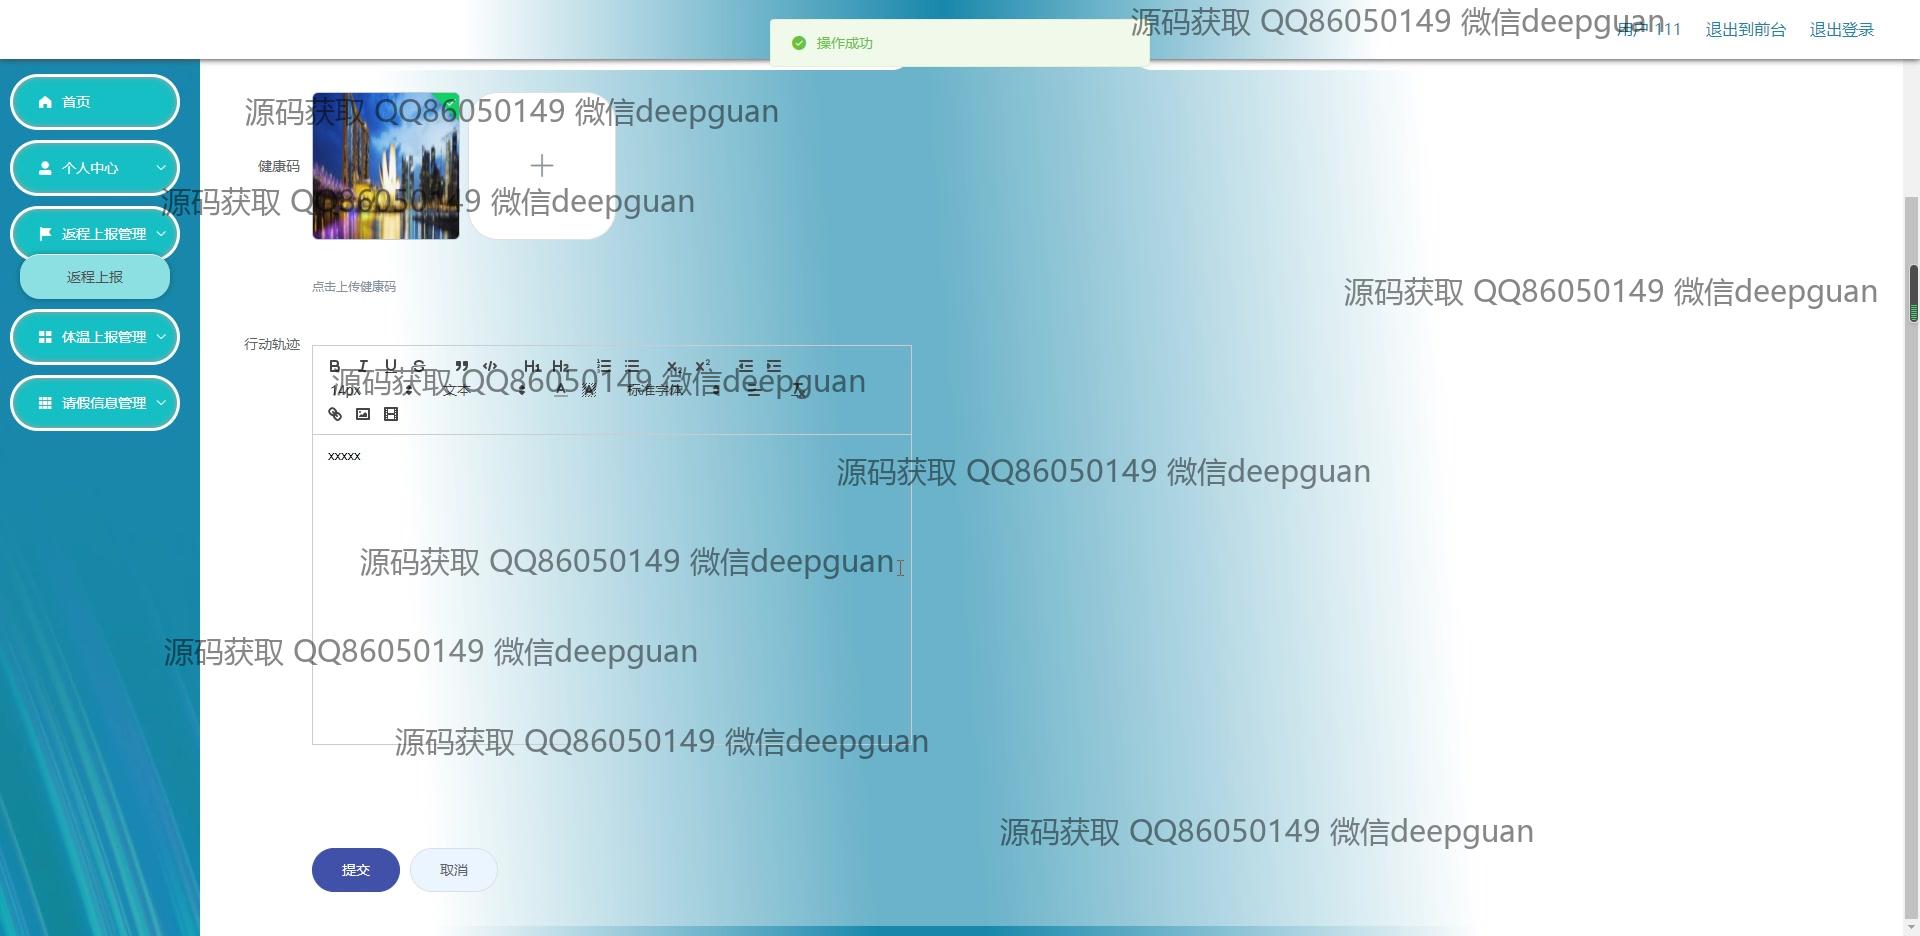 操作成功
源码获取 QQ86050149 微信deepguan
用户 111
退出到前台
退出登录
首页
源码获取 QQ86050149 微信deepguan
个人中心
健康码
源码获取 QQ86050149 微信deepguan
返程上报管理
返程上报
点击上传健康码
源码获取 QQ86050149 微信deepguan
体温上报管理
行动轨迹
B I U S H1 H2 X₂ X²
源码获取 QQ86050149 微信deepguan
14px 文本 A A 标准字体
请假信息管理
xxxxx
源码获取 QQ86050149 微信deepguan
源码获取 QQ86050149 微信deepguan
源码获取 QQ86050149 微信deepguan
源码获取 QQ86050149 微信deepguan
源码获取 QQ86050149 微信deepguan
提交
取消